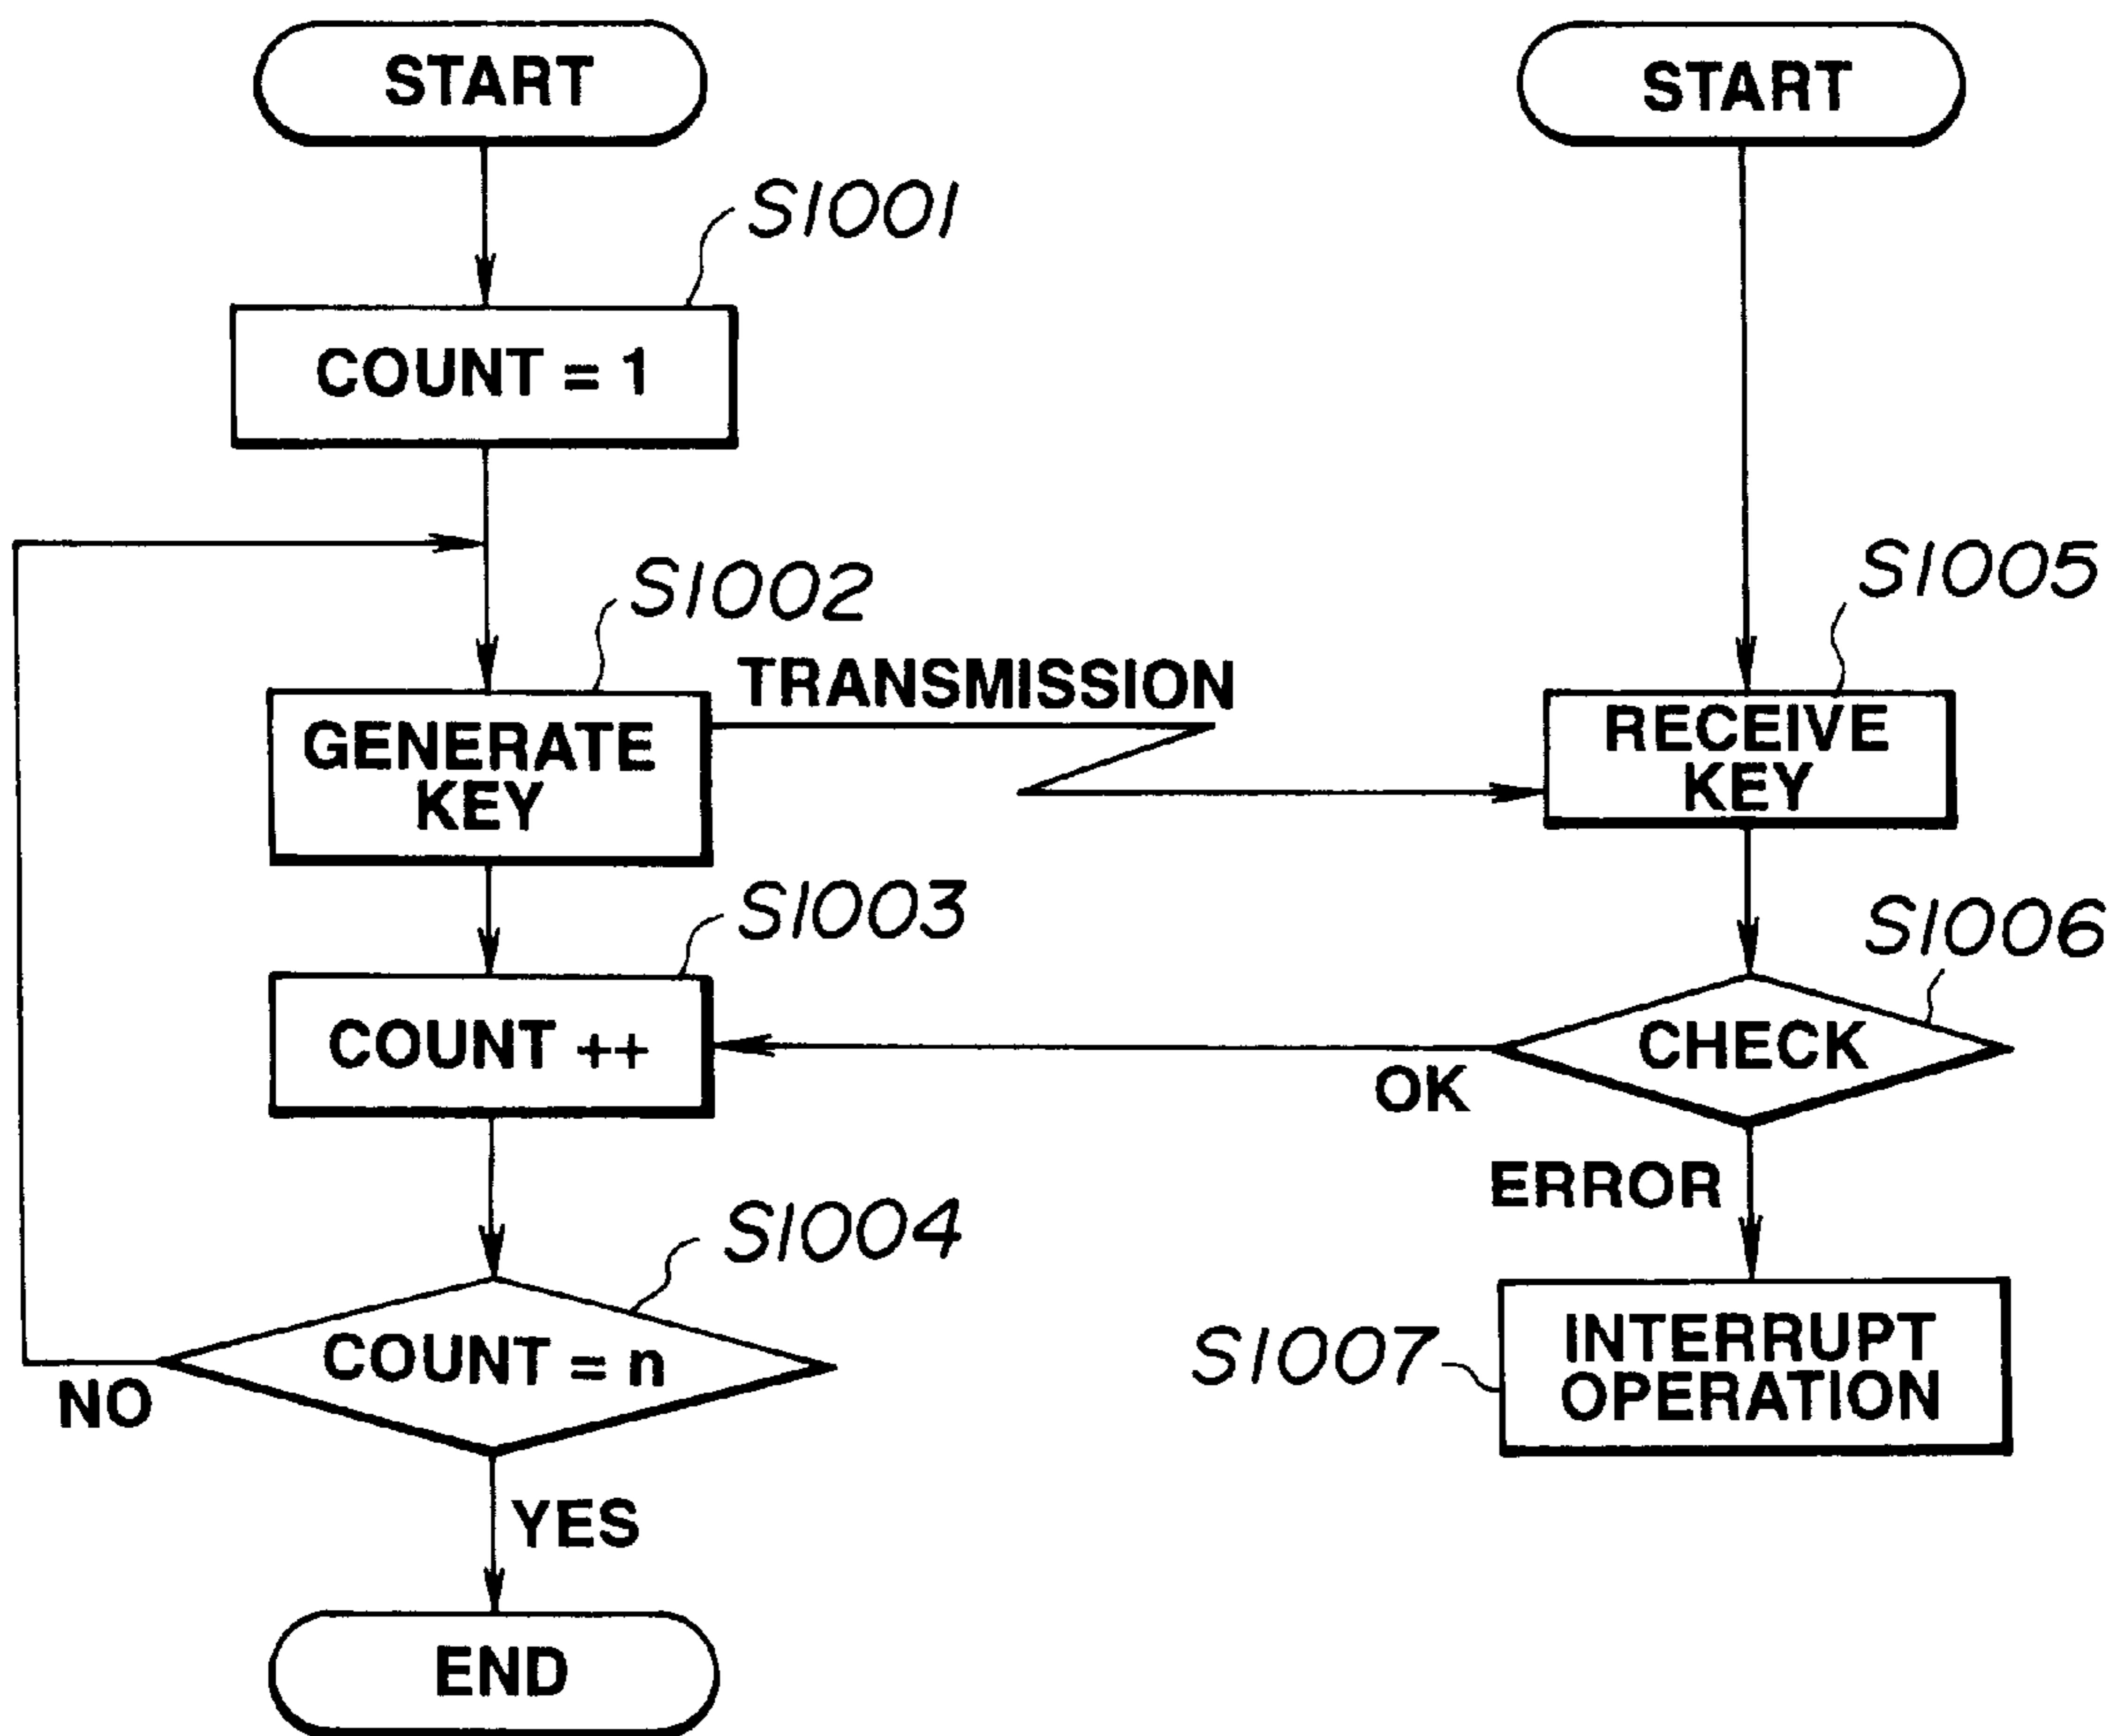 START
START
S1001
COUNT = 1
S1002
S1005
TRANSMISSION
GENERATE
KEY
RECEIVE
KEY
S1003
S1006
COUNT ++
CHECK
OK
ERROR
S1004
COUNT = n
NO
S1007
INTERRUPT
OPERATION
YES
END